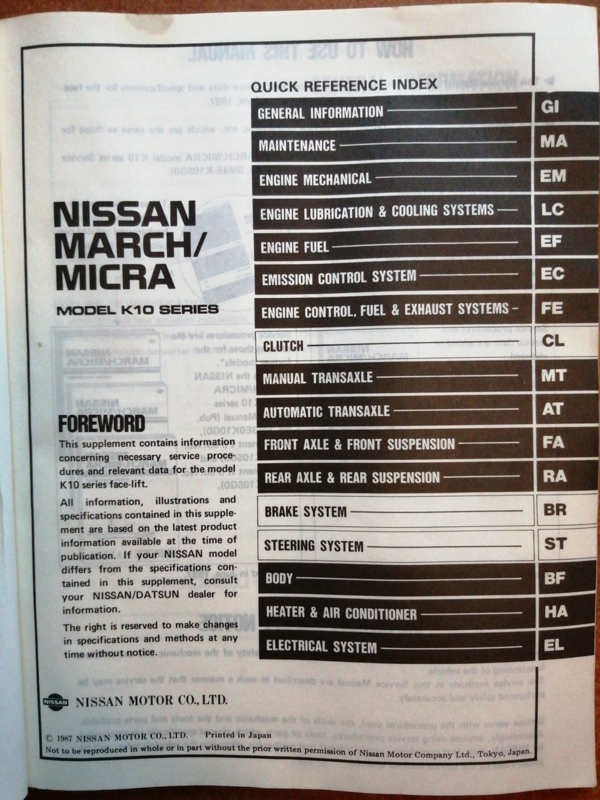 QUICK REFERENCE INDEX
GENERAL INFORMATION GI
MAINTENANCE MA
ENGINE MECHANICAL EM
ENGINE LUBRICATION & COOLING SYSTEMS LC
ENGINE FUEL EF
EMISSION CONTROL SYSTEM EC
ENGINE CONTROL, FUEL & EXHAUST SYSTEMS FE
CLUTCH CL
MANUAL TRANSAXLE MT
AUTOMATIC TRANSAXLE AT
FRONT AXLE & FRONT SUSPENSION FA
REAR AXLE & REAR SUSPENSION RA
BRAKE SYSTEM BR
STEERING SYSTEM ST
BODY BF
HEATER & AIR CONDITIONER HA
ELECTRICAL SYSTEM EL
NISSAN
MARCH/
MICRA
MODEL K10 SERIES
FOREWORD
This supplement contains information
concerning necessary service proce-
dures and relevant data for the model
K10 series face-lift.
All information, illustrations and
specifications contained in this supple-
ment are based on the latest product
information available at the time of
publication. If your NISSAN model
differs from the specifications con-
tained in this supplement, consult
your NISSAN/DATSUN dealer for
information.
The right is reserved to make changes
in specifications and methods at any
time without notice.
NISSAN NISSAN MOTOR CO., LTD.
© 1987 NISSAN MOTOR CO., LTD. Printed in Japan
Not to be reproduced in whole or in part without the prior written permission of Nissan Motor Company Ltd., Tokyo, Japan.